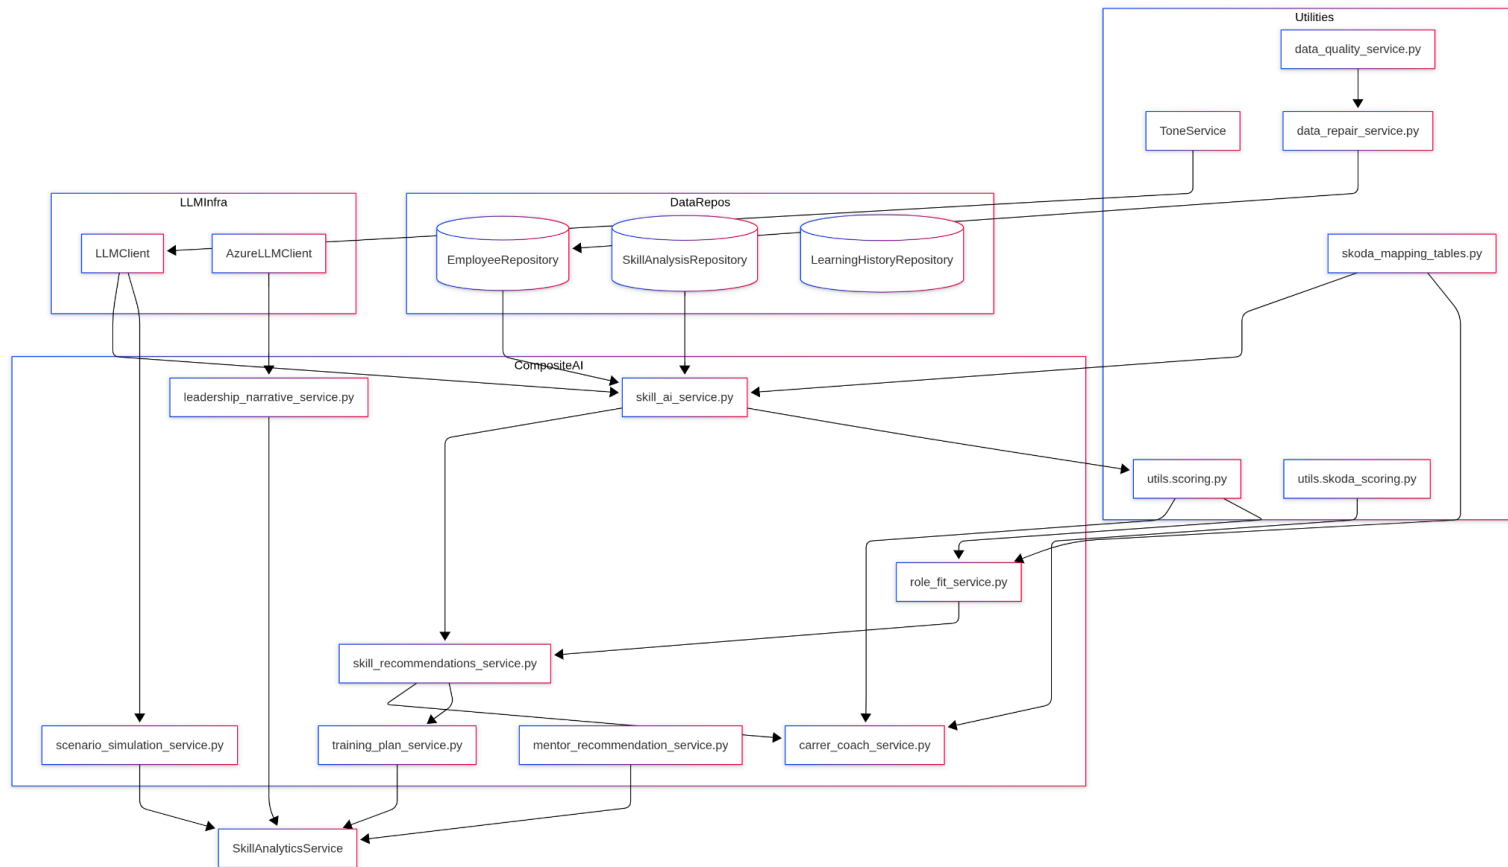 Utilities
data_quality_service.py
ToneService
data_repair_service.py
LLMInfra
DataRepos
LLMClient
AzureLLMClient
EmployeeRepository
SkillAnalysisRepository
LearningHistoryRepository
skoda_mapping_tables.py
CompositeAI
leadership_narrative_service.py
skill_ai_service.py
utils.scoring.py
utils.skoda_scoring.py
role_fit_service.py
skill_recommendations_service.py
scenario_simulation_service.py
training_plan_service.py
mentor_recommendation_service.py
carrer_coach_service.py
SkillAnalyticsService